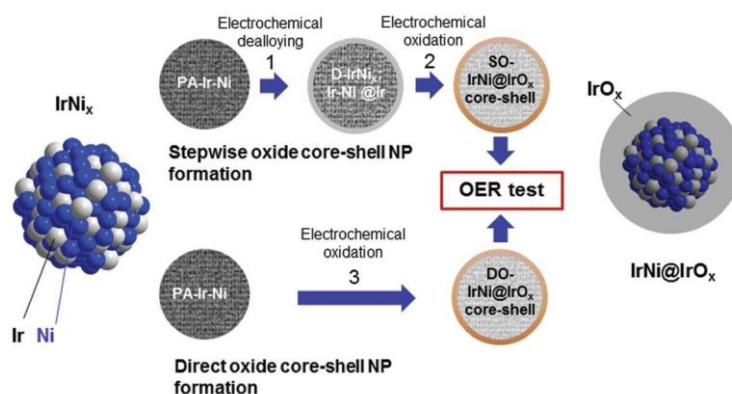 IrNiₓ
Ir Ni
Electrochemical
dealloying
1
Electrochemical
oxidation
2
PA-Ir-Ni
D-IrNiₓ:
Ir-Ni @Ir
SO-
IrNi@IrOₓ
core-shell
Stepwise oxide core-shell NP
formation
OER test
Electrochemical
oxidation
3
PA-Ir-Ni
DO-
IrNi@IrOₓ
core-shell
Direct oxide core-shell NP
formation
IrOₓ
IrNi@IrOₓ